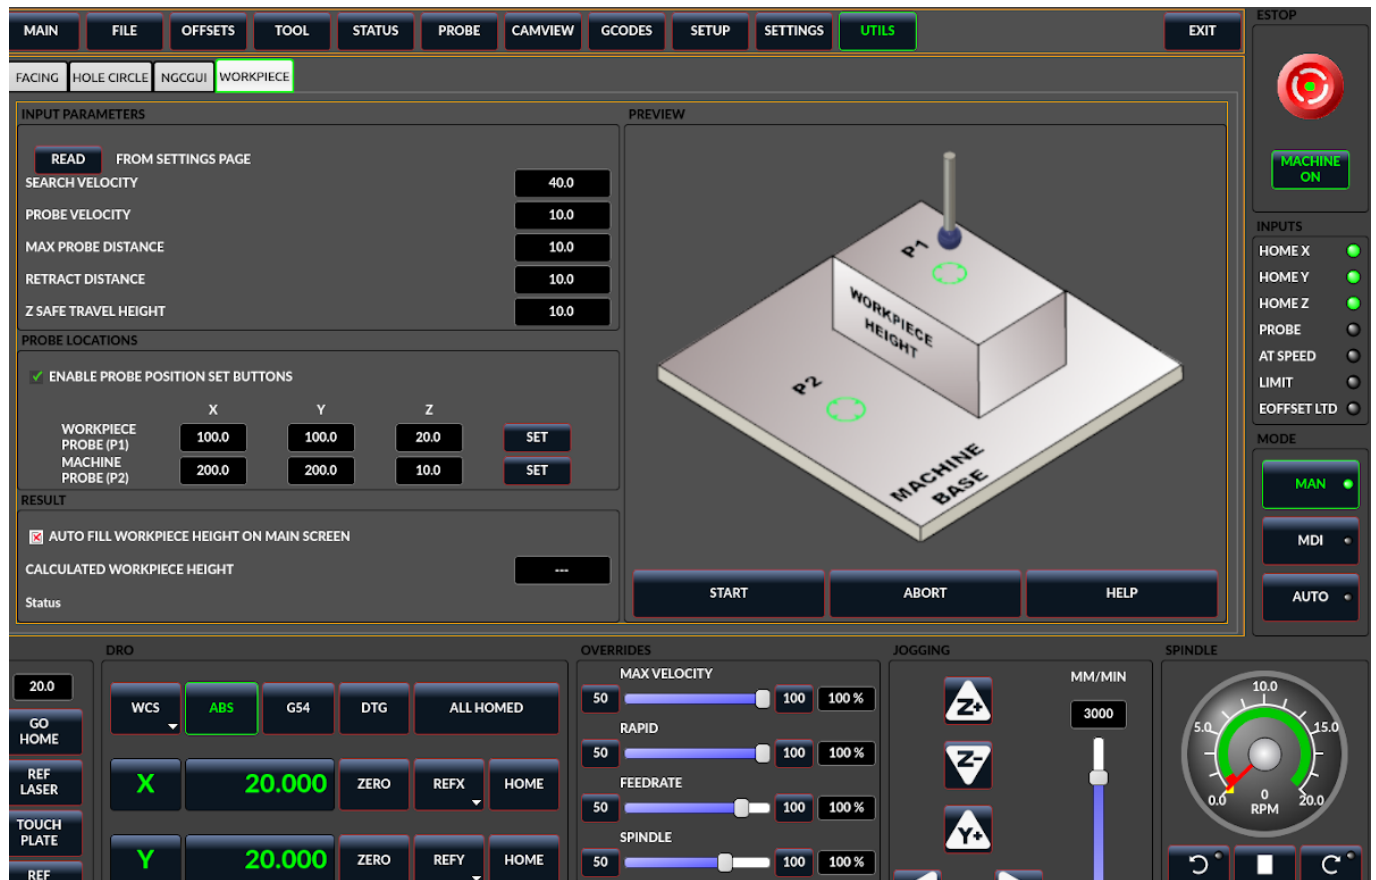 MAIN FILE OFFSETS TOOL STATUS PROBE CAMVIEW GCODES SETUP SETTINGS UTILS EXIT
FACING HOLE CIRCLE NGCGUI WORKPIECE
INPUT PARAMETERS
READ FROM SETTINGS PAGE
SEARCH VELOCITY 40.0
PROBE VELOCITY 10.0
MAX PROBE DISTANCE 10.0
RETRACT DISTANCE 10.0
Z SAFE TRAVEL HEIGHT 10.0
PROBE LOCATIONS
ENABLE PROBE POSITION SET BUTTONS
X Y Z
WORKPIECE
PROBE (P1) 100.0 100.0 20.0 SET
MACHINE
PROBE (P2) 200.0 200.0 10.0 SET
RESULT
AUTO FILL WORKPIECE HEIGHT ON MAIN SCREEN
CALCULATED WORKPIECE HEIGHT ---
Status
PREVIEW
P1
WORKPIECE
HEIGHT
P2
MACHINE
BASE
START ABORT HELP
ESTOP
MACHINE
ON
INPUTS
HOME X
HOME Y
HOME Z
PROBE
AT SPEED
LIMIT
EOFFSET LTD
MODE
MAN
MDI
AUTO
20.0
GO
HOME
REF
LASER
TOUCH
PLATE
REF
DRO
WCS ABS G54 DTG ALL HOMED
X 20.000 ZERO REFX HOME
Y 20.000 ZERO REFY HOME
OVERRIDES
MAX VELOCITY
50 100 100 %
RAPID
50 100 100 %
FEEDRATE
50 100 100 %
SPINDLE
50 100 100 %
JOGGING
MM/MIN
Z+ 3000
Z-
Y+
SPINDLE
10.0
5.0 15.0
0.0 0 20.0
RPM